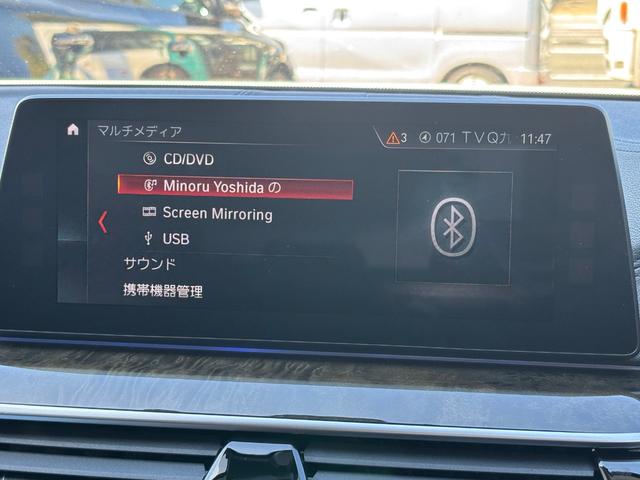 マルチメディア
3 071 TVQ九 11:47
CD/DVD
Minoru Yoshida の
Screen Mirroring
USB
サウンド
携帯機器管理